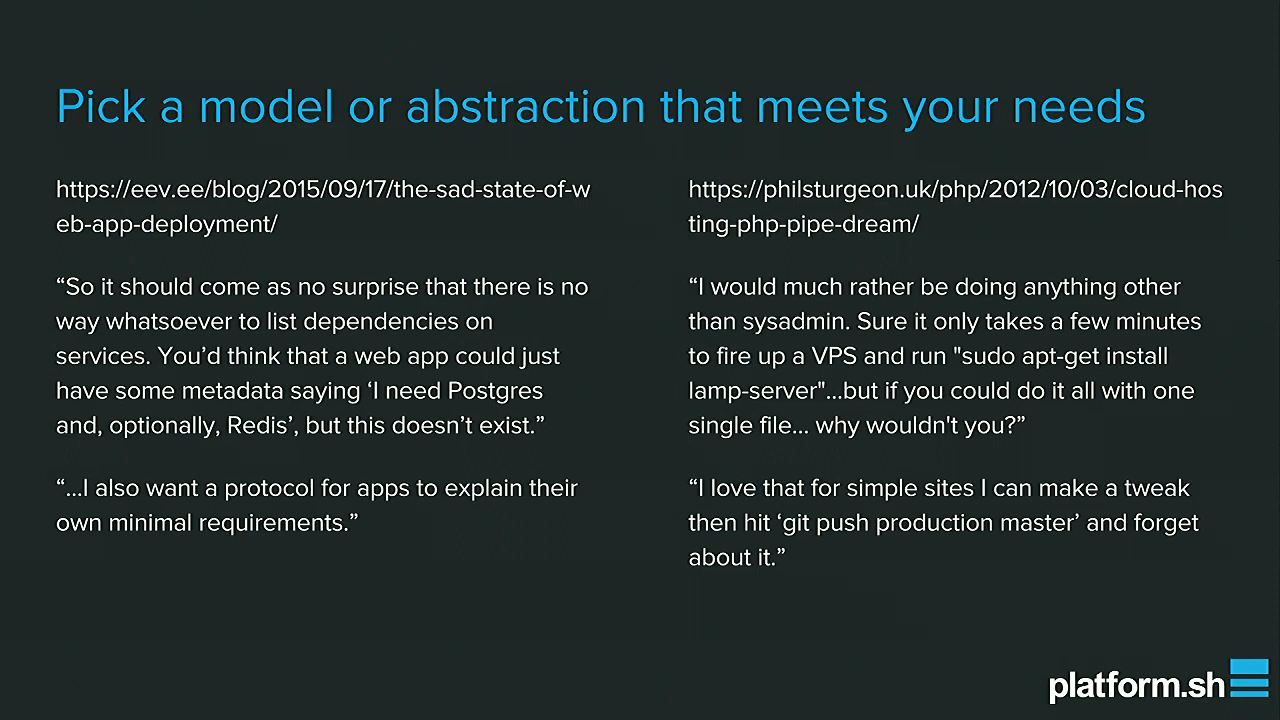 Pick a model or abstraction that meets your needs
https://eev.ee/blog/2015/09/17/the-sad-state-of-w
eb-app-deployment/
“So it should come as no surprise that there is no
way whatsoever to list dependencies on
services. You’d think that a web app could just
have some metadata saying ‘I need Postgres
and, optionally, Redis’, but this doesn’t exist.”
“...I also want a protocol for apps to explain their
own minimal requirements.”
https://philsturgeon.uk/php/2012/10/03/cloud-hos
ting-php-pipe-dream/
“I would much rather be doing anything other
than sysadmin. Sure it only takes a few minutes
to fire up a VPS and run "sudo apt-get install
lamp-server"...but if you could do it all with one
single file... why wouldn't you?”
“I love that for simple sites I can make a tweak
then hit ‘git push production master’ and forget
about it.”
platform.sh